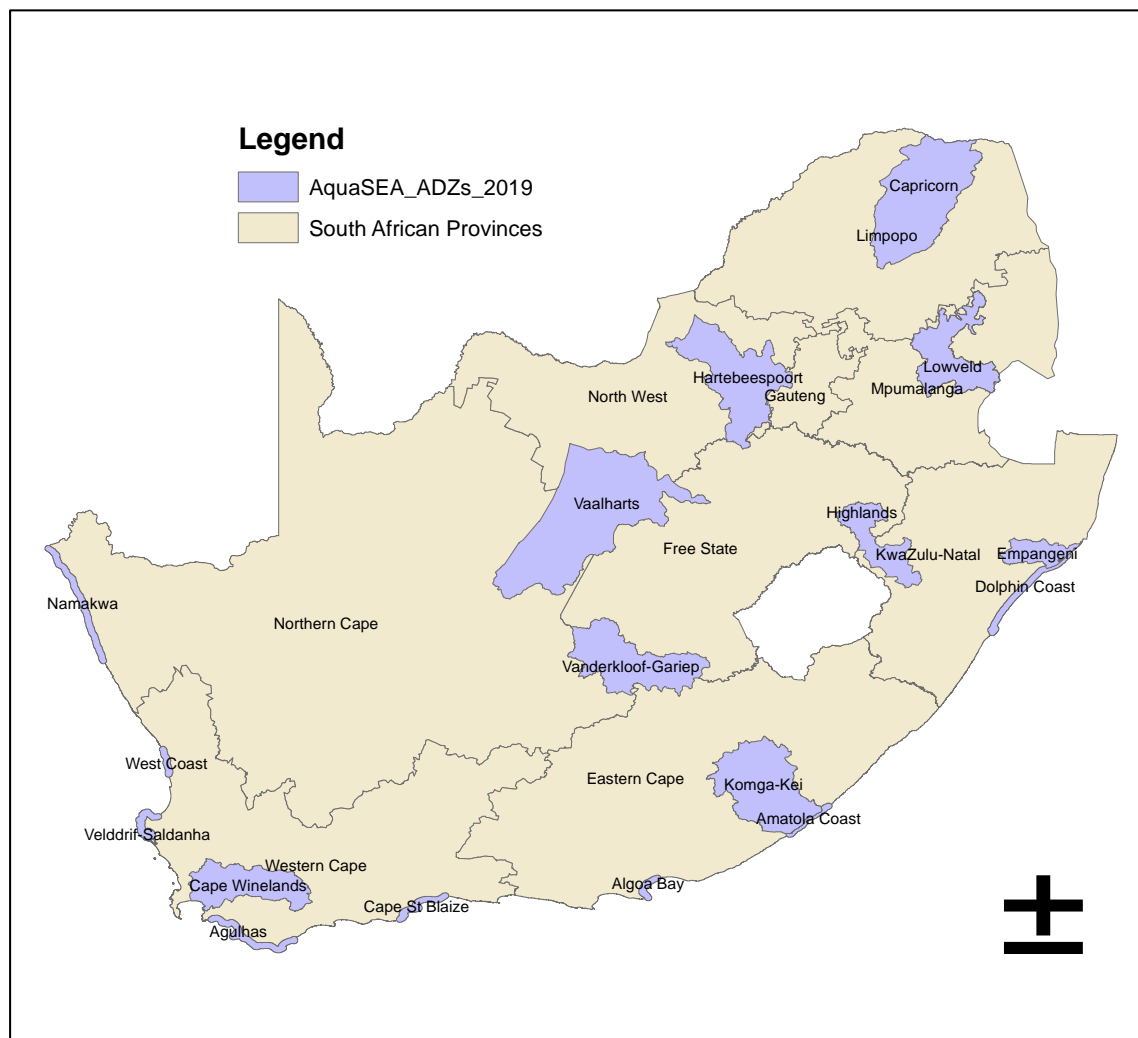 Legend
AquaSEA_ADZs_2019
South African Provinces
Capricorn
Limpopo
Lowveld
Hartebeespoort
Mpumalanga
North West
Gauteng
Vaalharts
Highlands
Free State
KwaZulu-Natal
Empangeni
Dolphin Coast
Namakwa
Northern Cape
Vanderkloof-Gariep
West Coast
Eastern Cape
Komga-Kei
Amatola Coast
Velddrif-Saldanha
Western Cape
Cape Winelands
Algoa Bay
Cape St Blaize
Agulhas
±